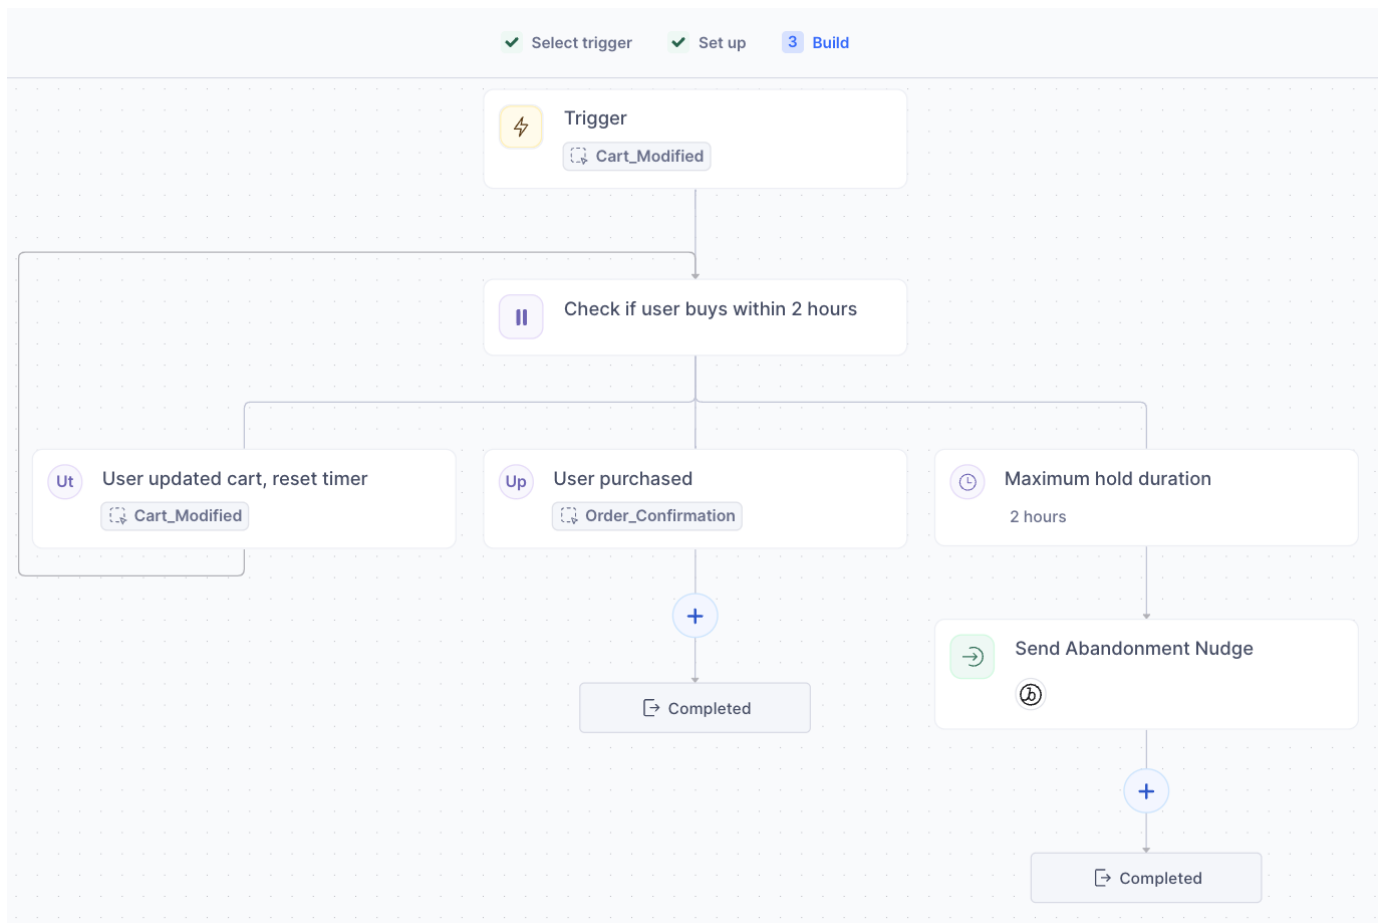 Select trigger
Set up
3 Build
Trigger
Cart_Modified
Check if user buys within 2 hours
Ut User updated cart, reset timer
Cart_Modified
Up User purchased
Order_Confirmation
Maximum hold duration
2 hours
Send Abandonment Nudge
b
Completed
Completed